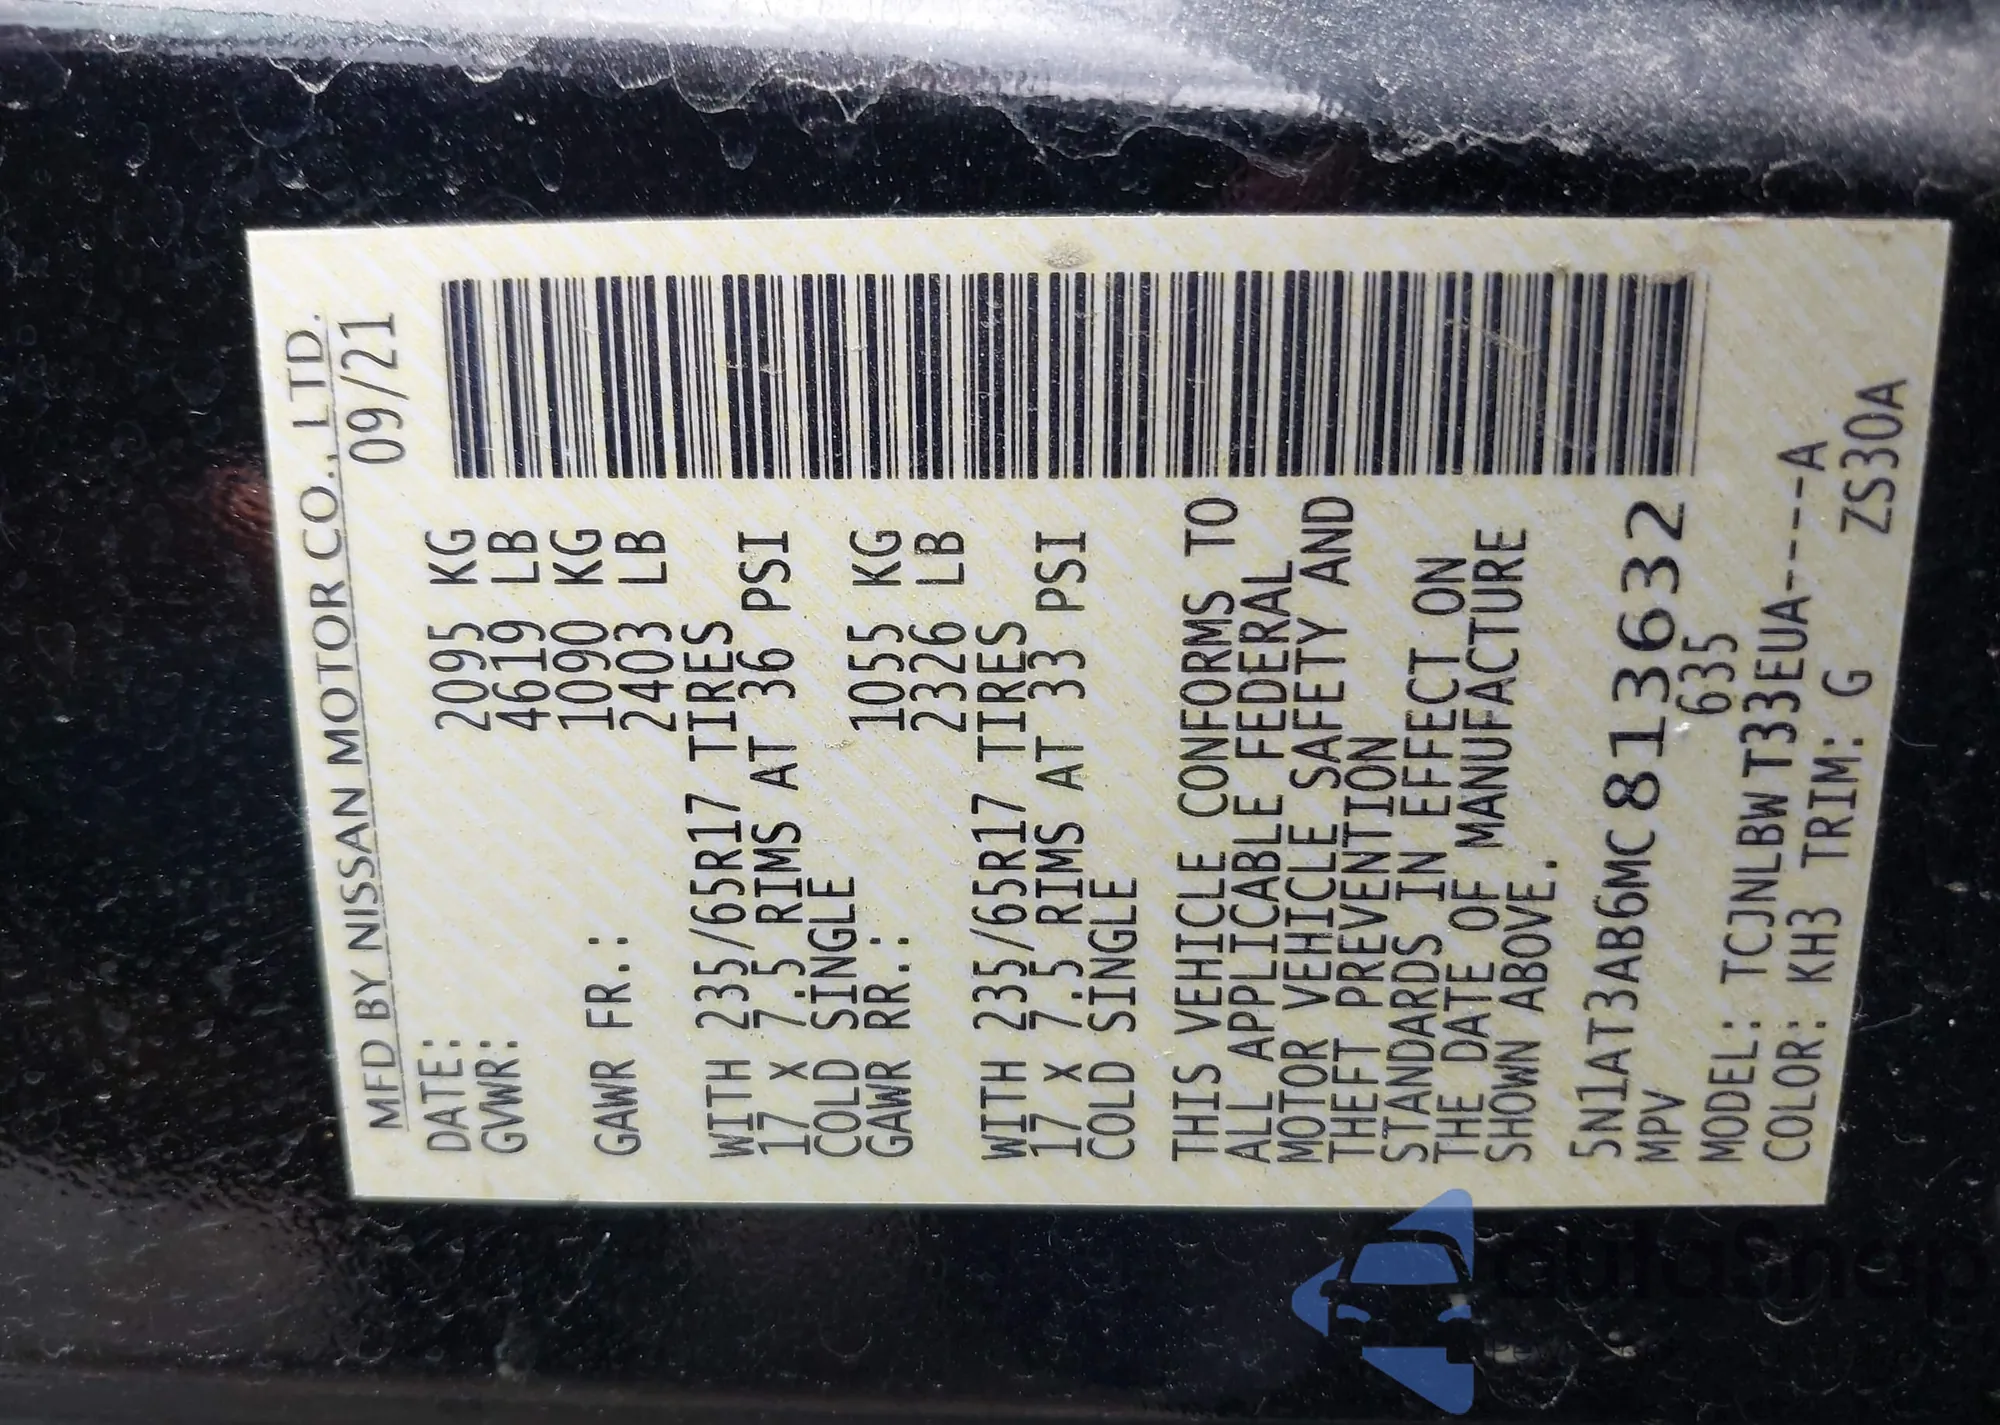 MFD BY NISSAN MOTOR CO., LTD.
DATE: 09/21
GVWR: 2095 KG
4619 LB
GAWR FR.: 1090 KG
2403 LB
WITH 235/65R17 TIRES
17 X 7.5 RIMS AT 36 PSI
COLD SINGLE
GAWR RR.: 1055 KG
2326 LB
WITH 235/65R17 TIRES
17 X 7.5 RIMS AT 33 PSI
COLD SINGLE
THIS VEHICLE CONFORMS TO
ALL APPLICABLE FEDERAL
MOTOR VEHICLE SAFETY AND
THEFT PREVENTION
STANDARDS IN EFFECT ON
THE DATE OF MANUFACTURE
SHOWN ABOVE.
5N1AT3AB6MC813632
MPV 635
MODEL: TCJNLBWT33EUA----A
COLOR: KH3 TRIM: G ZS30A
autoSnap